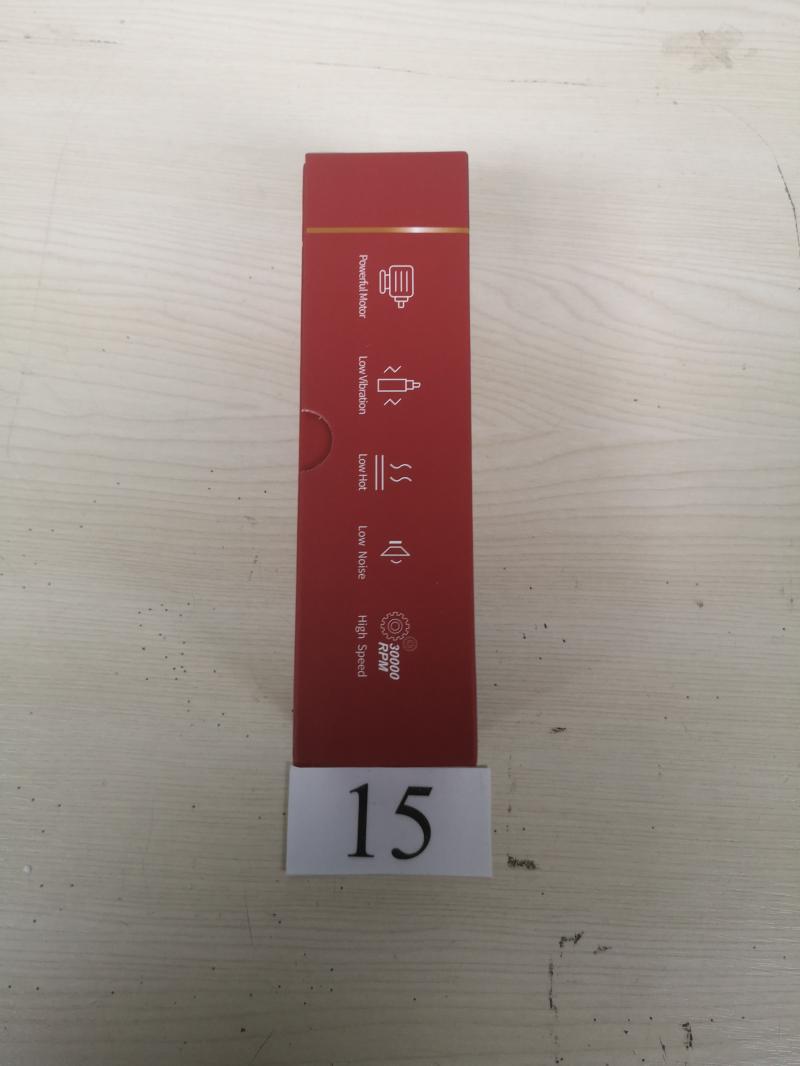 Powerful Motor
Low Vibration
Low Hot
Low Noise
30000
RPM
High Speed
15